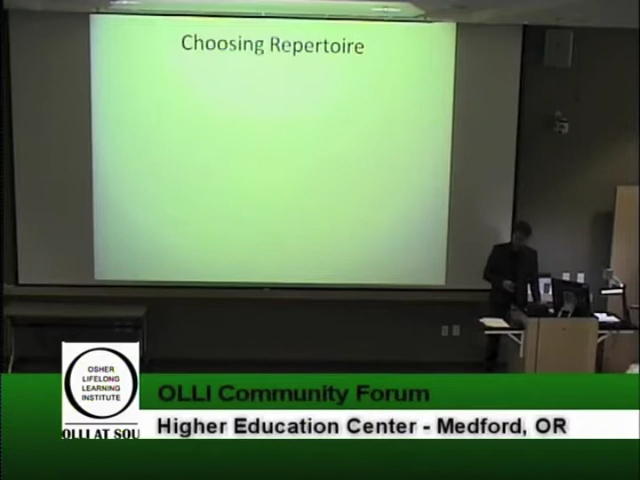 Choosing Repertoire
OSHER
LIFELONG
LEARNING
INSTITUTE
OLLI AT SOU
OLLI Community Forum
Higher Education Center - Medford, OR